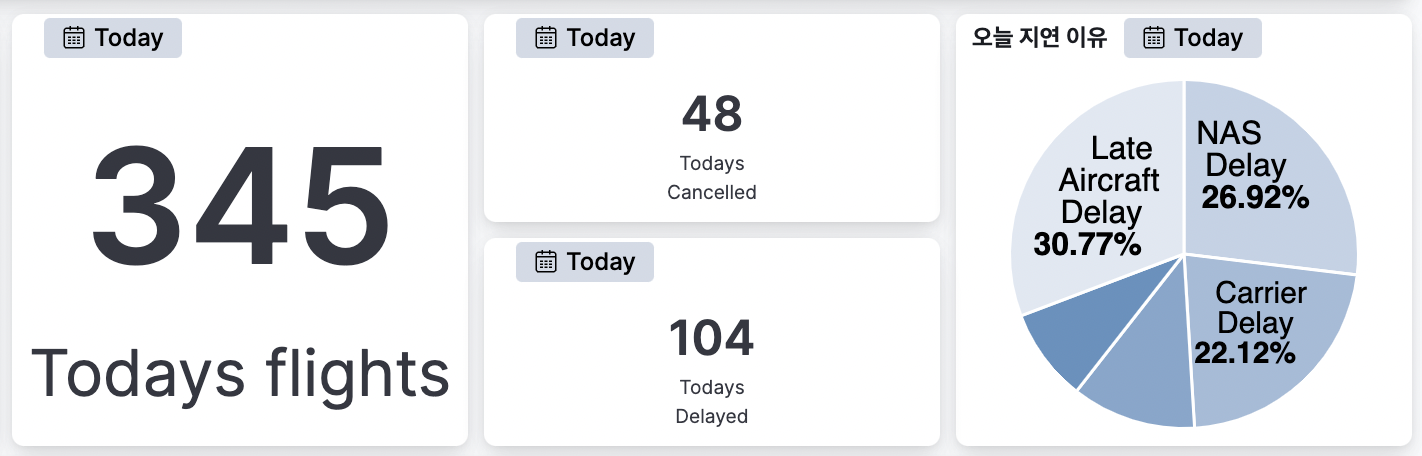 Today
345
Todays flights
Today
48
Todays
Cancelled
Today
104
Todays
Delayed
오늘 지연 이유
Today
Late
Aircraft
Delay
30.77%
NAS
Delay
26.92%
Carrier
Delay
22.12%